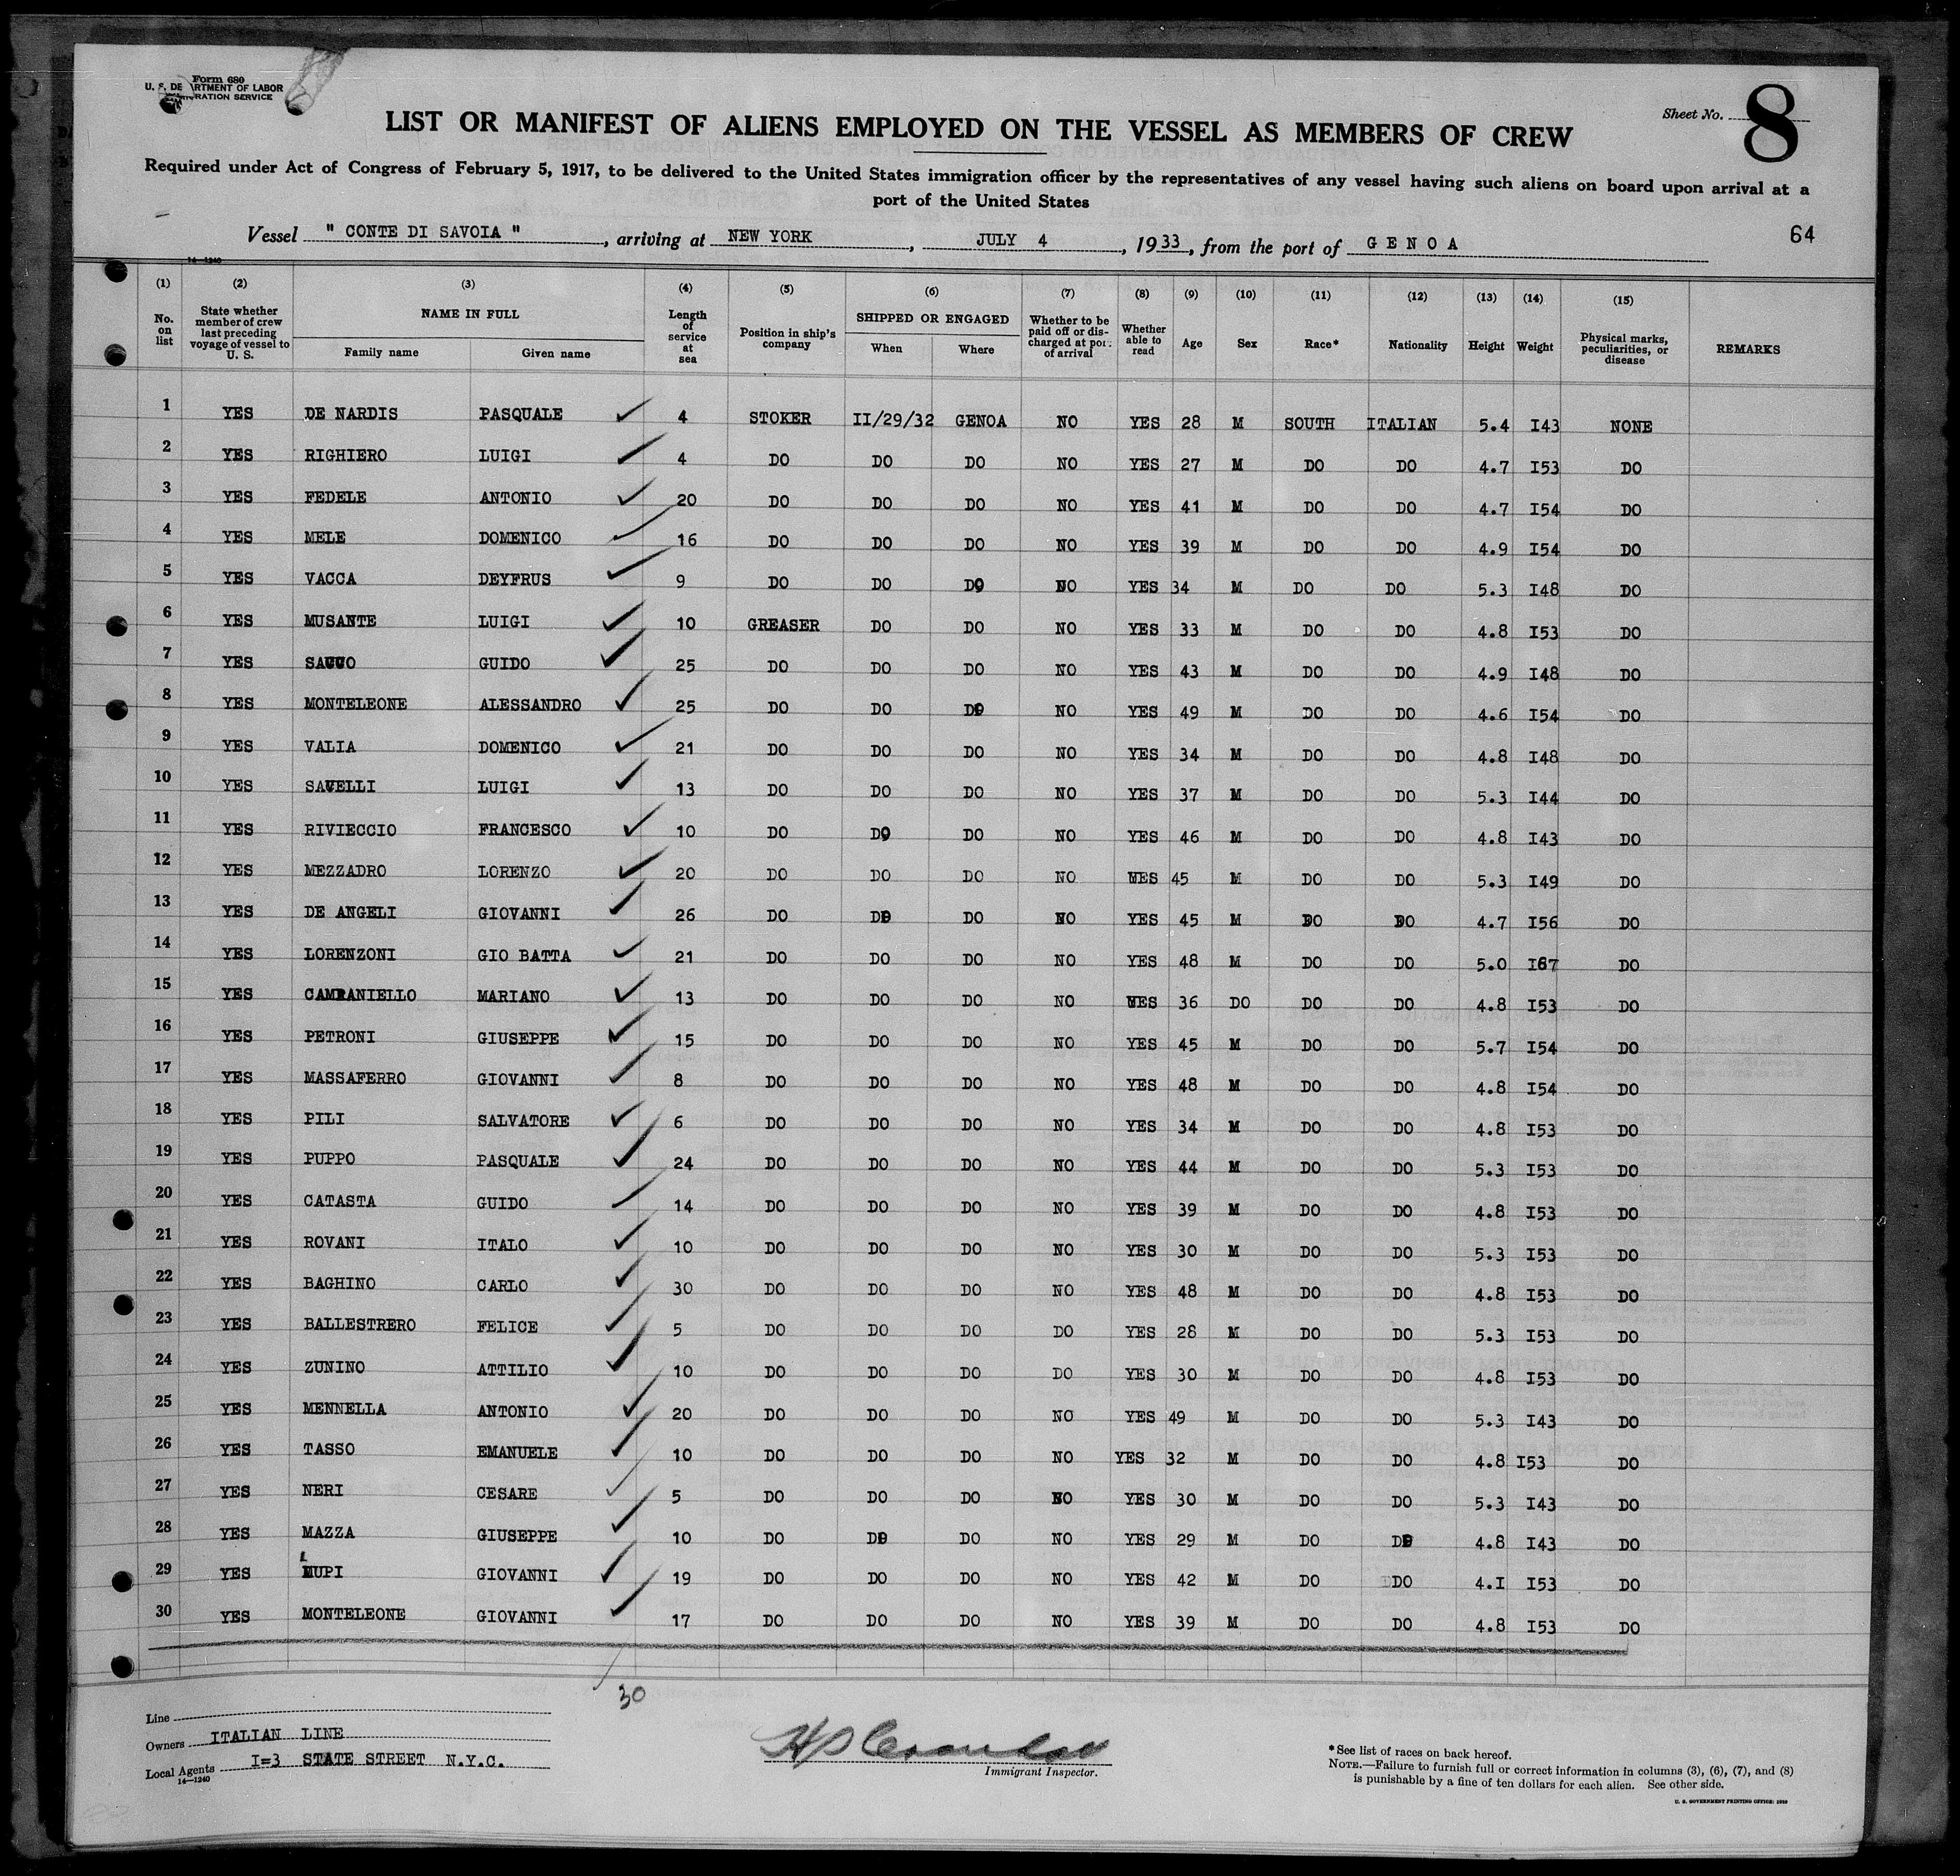 Form 680
U. S. DEPARTMENT OF LABOR
IMMIGRATION SERVICE
Sheet No. 8
LIST OR MANIFEST OF ALIENS EMPLOYED ON THE VESSEL AS MEMBERS OF CREW
Required under Act of Congress of February 5, 1917, to be delivered to the United States immigration officer by the representatives of any vessel having such aliens on board upon arrival at a
port of the United States
64
Vessel " CONTE DI SAVOIA ", arriving at NEW YORK, JULY 4, 1933, from the port of GENOA
14-1240
(1) (2) (3) (4) (5) (6) (7) (8) (9) (10) (11) (12) (13) (14) (15)
No. on list | State whether member of crew last preceding voyage of vessel to U. S. | NAME IN FULL Family name Given name | Length of service at sea | Position in ship's company | SHIPPED OR ENGAGED When Where | Whether to be paid off or discharged at port of arrival | Whether able to read | Age | Sex | Race* | Nationality | Height | Weight | Physical marks, peculiarities, or disease | REMARKS
1 YES DE NARDIS PASQUALE 4 STOKER II/29/32 GENOA NO YES 28 M SOUTH ITALIAN 5.4 I43 NONE
2 YES RIGHIERO LUIGI 4 DO DO DO NO YES 27 M DO DO 4.7 I53 DO
3 YES FEDELE ANTONIO 20 DO DO DO NO YES 41 M DO DO 4.7 I54 DO
4 YES MELE DOMENICO 16 DO DO DO NO YES 39 M DO DO 4.9 I54 DO
5 YES VACCA DEYFRUS 9 DO DO DO NO YES 34 M DO DO 5.3 I48 DO
6 YES MUSANTE LUIGI 10 GREASER DO DO NO YES 33 M DO DO 4.8 I53 DO
7 YES GUIDO 25 DO DO DO NO YES 43 M DO DO 4.9 I48 DO
8 YES MONTELEONE ALESSANDRO 25 DO DO DO NO YES 49 M DO DO 4.6 I54 DO
9 YES VALIA DOMENICO 21 DO DO DO NO YES 34 M DO DO 4.8 I48 DO
10 YES SAVELLI LUIGI 13 DO DO DO NO YES 37 M DO DO 5.3 I44 DO
11 YES RIVIECCIO FRANCESCO 10 DO DO DO NO YES 46 M DO DO 4.8 I43 DO
12 YES MEZZADRO LORENZO 20 DO DO DO NO YES 45 M DO DO 5.3 I49 DO
13 YES DE ANGELI GIOVANNI 26 DO DO DO NO YES 45 M DO DO 4.7 I56 DO
14 YES LORENZONI GIO BATTA 21 DO DO DO NO YES 48 M DO DO 5.0 I67 DO
15 YES CAMPANIELLO MARIANO 13 DO DO DO NO YES 36 DO DO DO 4.8 I53 DO
16 YES PETRONI GIUSEPPE 15 DO DO DO NO YES 45 M DO DO 5.7 I54 DO
17 YES MASSAFERRO GIOVANNI 8 DO DO DO NO YES 48 M DO DO 4.8 I54 DO
18 YES PILI SALVATORE 6 DO DO DO NO YES 34 M DO DO 4.8 I53 DO
19 YES PUPPO PASQUALE 24 DO DO DO NO YES 44 M DO DO 5.3 I53 DO
20 YES CATASTA GUIDO 14 DO DO DO NO YES 39 M DO DO 4.8 I53 DO
21 YES ROVANI ITALO 10 DO DO DO NO YES 30 M DO DO 5.3 I53 DO
22 YES BAGHINO CARLO 30 DO DO DO NO YES 48 M DO DO 4.8 I53 DO
23 YES BALLESTRERO FELICE 5 DO DO DO DO YES 28 M DO DO 5.3 I53 DO
24 YES ZUNINO ATTILIO 10 DO DO DO DO YES 30 M DO DO 4.8 I53 DO
25 YES MENNELLA ANTONIO 20 DO DO DO NO YES 49 M DO DO 5.3 I43 DO
26 YES TASSO EMANUELE 10 DO DO DO NO YES 32 M DO DO 4.8 I53 DO
27 YES NERI CESARE 5 DO DO DO NO YES 30 M DO DO 5.3 I43 DO
28 YES MAZZA GIUSEPPE 10 DO DO DO NO YES 29 M DO DO 4.8 I43 DO
29 YES LUPI GIOVANNI 19 DO DO DO NO YES 42 M DO DO 4.I I53 DO
30 YES MONTELEONE GIOVANNI 17 DO DO DO NO YES 39 M DO DO 4.8 I53 DO
30
Line
Owners ITALIAN LINE
Local Agents I=3 STATE STREET N.Y.C.
14-1240
Immigrant Inspector.
*See list of races on back hereof.
NOTE.—Failure to furnish full or correct information in columns (3), (6), (7), and (8)
is punishable by a fine of ten dollars for each alien. See other side.
U. S. GOVERNMENT PRINTING OFFICE: